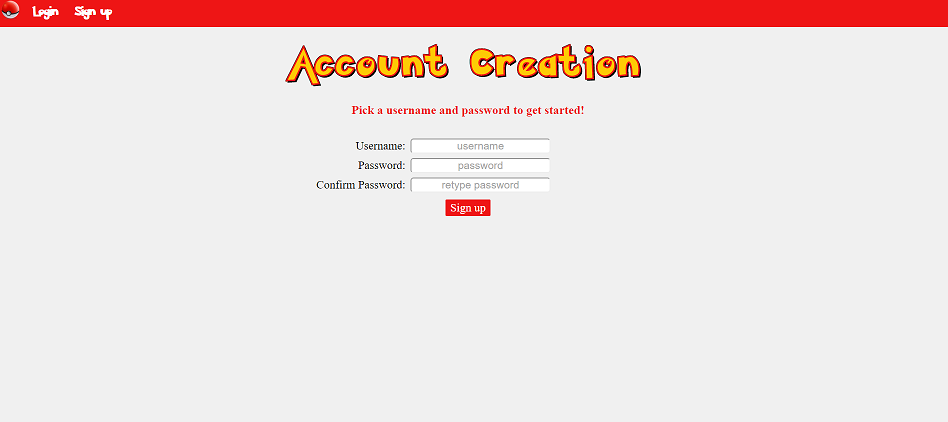 Login Sign up
Account Creation
Pick a username and password to get started!
Username: username
Password: password
Confirm Password: retype password
Sign up